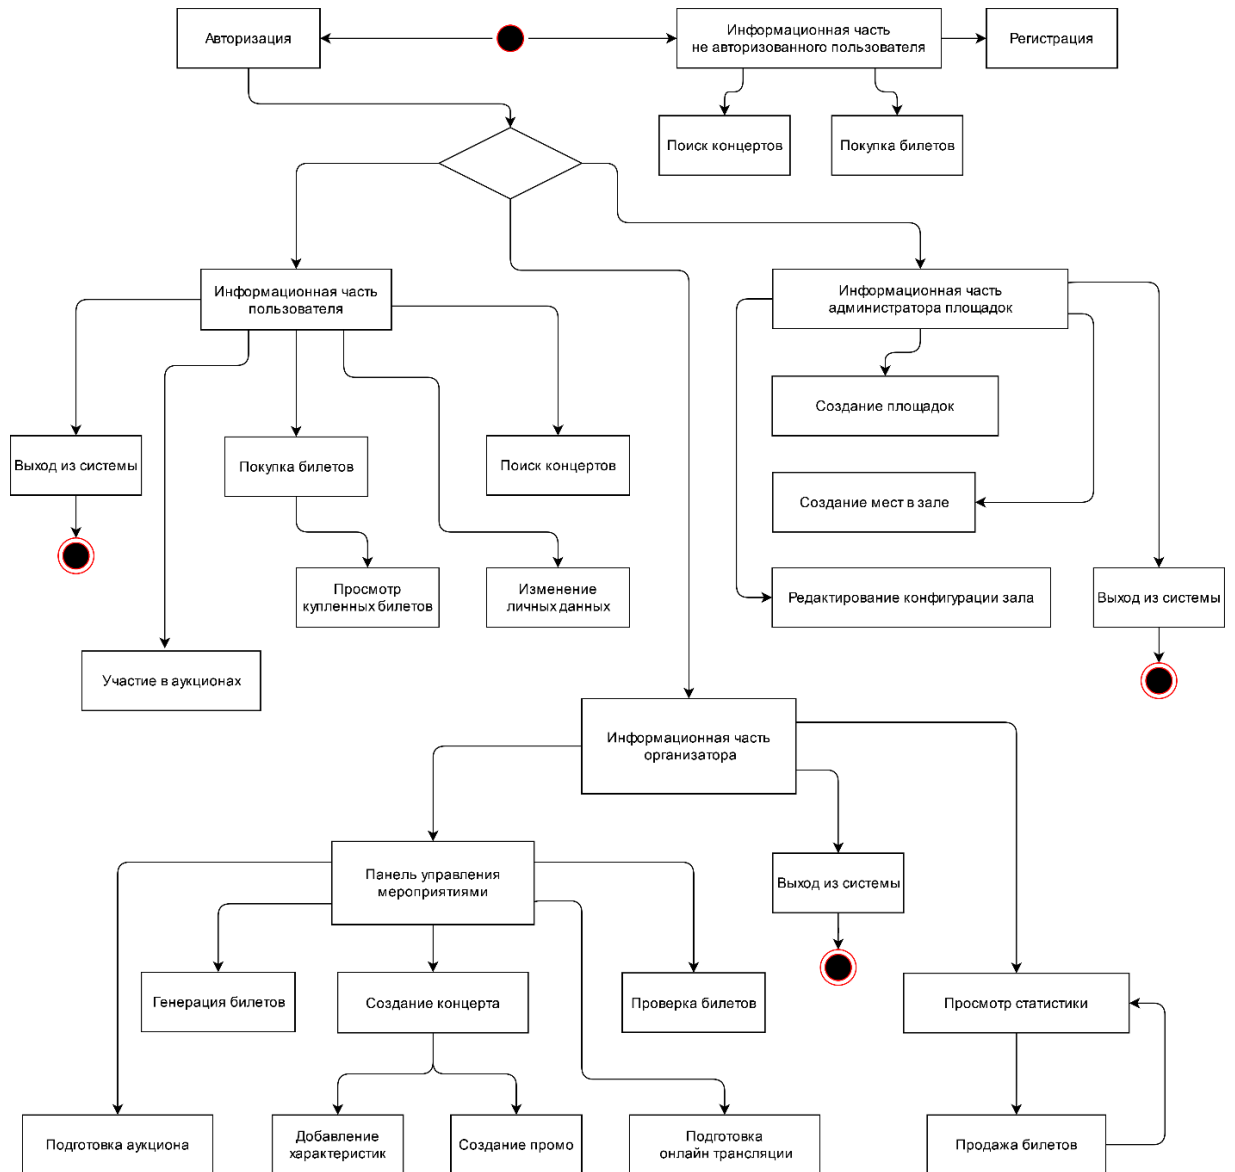 Авторизация
Информационная часть
не авторизованного пользователя
Регистрация
Поиск концертов
Покупка билетов
Информационная часть
пользователя
Информационная часть
администратора площадок
Создание площадок
Выход из системы
Покупка билетов
Поиск концертов
Создание мест в зале
Просмотр
купленных билетов
Изменение
личных данных
Редактирование конфигурации зала
Выход из системы
Участие в аукционах
Информационная часть
организатора
Панель управления
мероприятиями
Выход из системы
Генерация билетов
Создание концерта
Проверка билетов
Просмотр статистики
Подготовка аукциона
Добавление
характеристик
Создание промо
Подготовка
онлайн трансляции
Продажа билетов